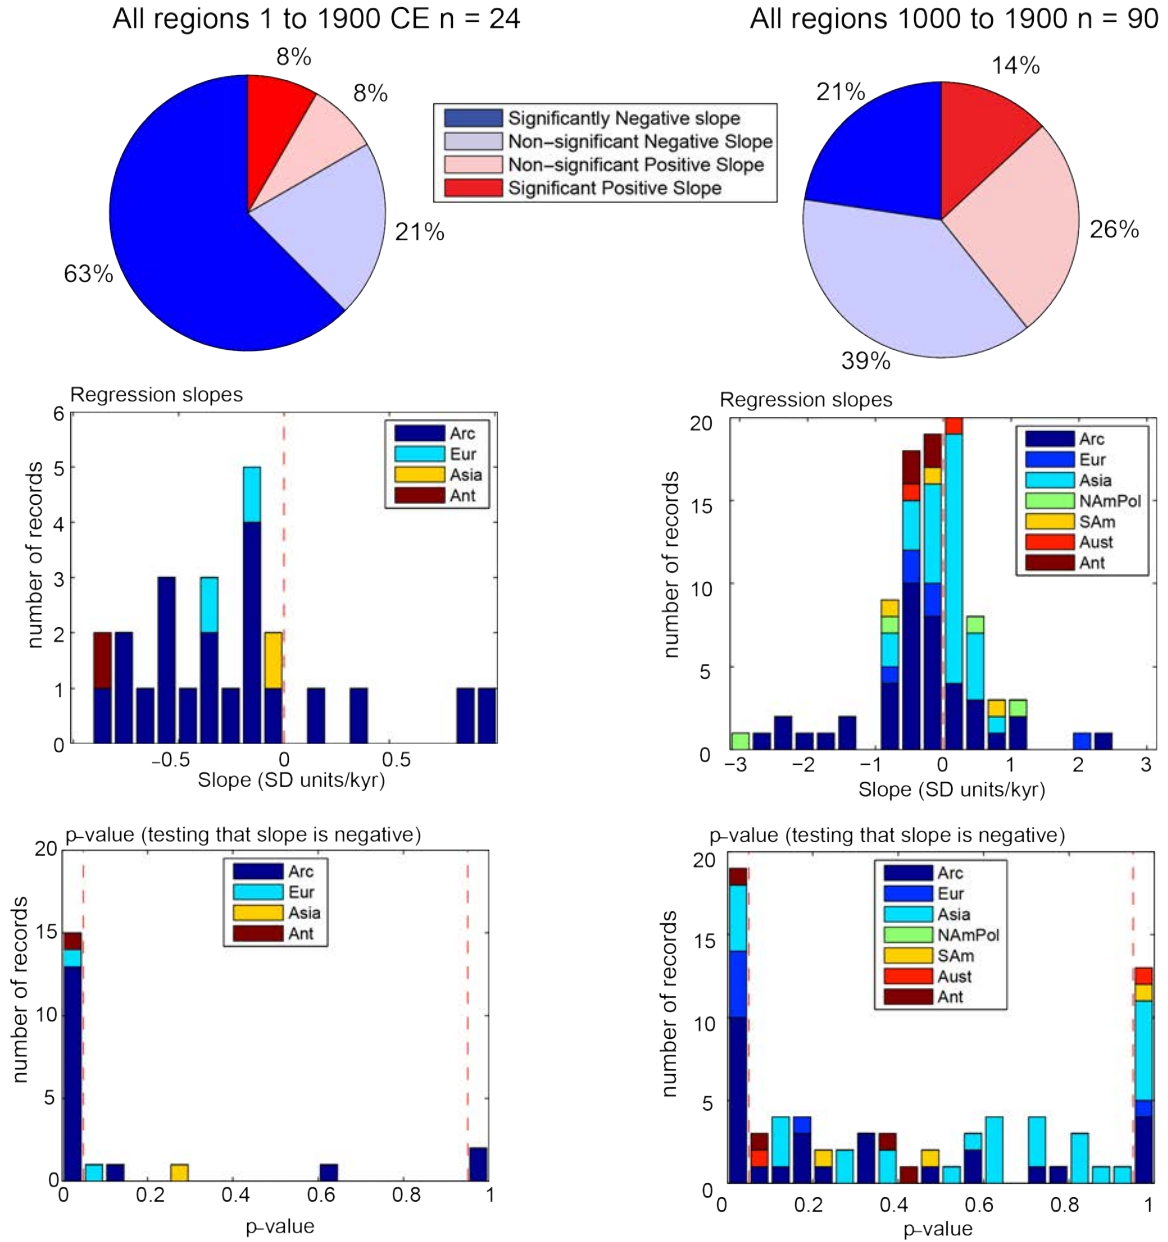 All regions 1 to 1900 CE n = 24
All regions 1000 to 1900 n = 90
8%
8%
21%
63%
Significantly Negative slope
Non-significant Negative Slope
Non-significant Positive Slope
Significant Positive Slope
14%
21%
26%
39%
Regression slopes
number of records
6
5
4
3
2
1
0
Arc
Eur
Asia
Ant
-0.5
0
0.5
Slope (SD units/kyr)
Regression slopes
number of records
20
15
10
5
0
Arc
Eur
Asia
NAmPol
SAm
Aust
Ant
-3
-2
-1
0
1
2
3
Slope (SD units/kyr)
p-value (testing that slope is negative)
number of records
20
15
10
5
0
Arc
Eur
Asia
Ant
0
0.2
0.4
0.6
0.8
1
p-value
p-value (testing that slope is negative)
number of records
20
15
10
5
0
Arc
Eur
Asia
NAmPol
SAm
Aust
Ant
0
0.2
0.4
0.6
0.8
1
p-value